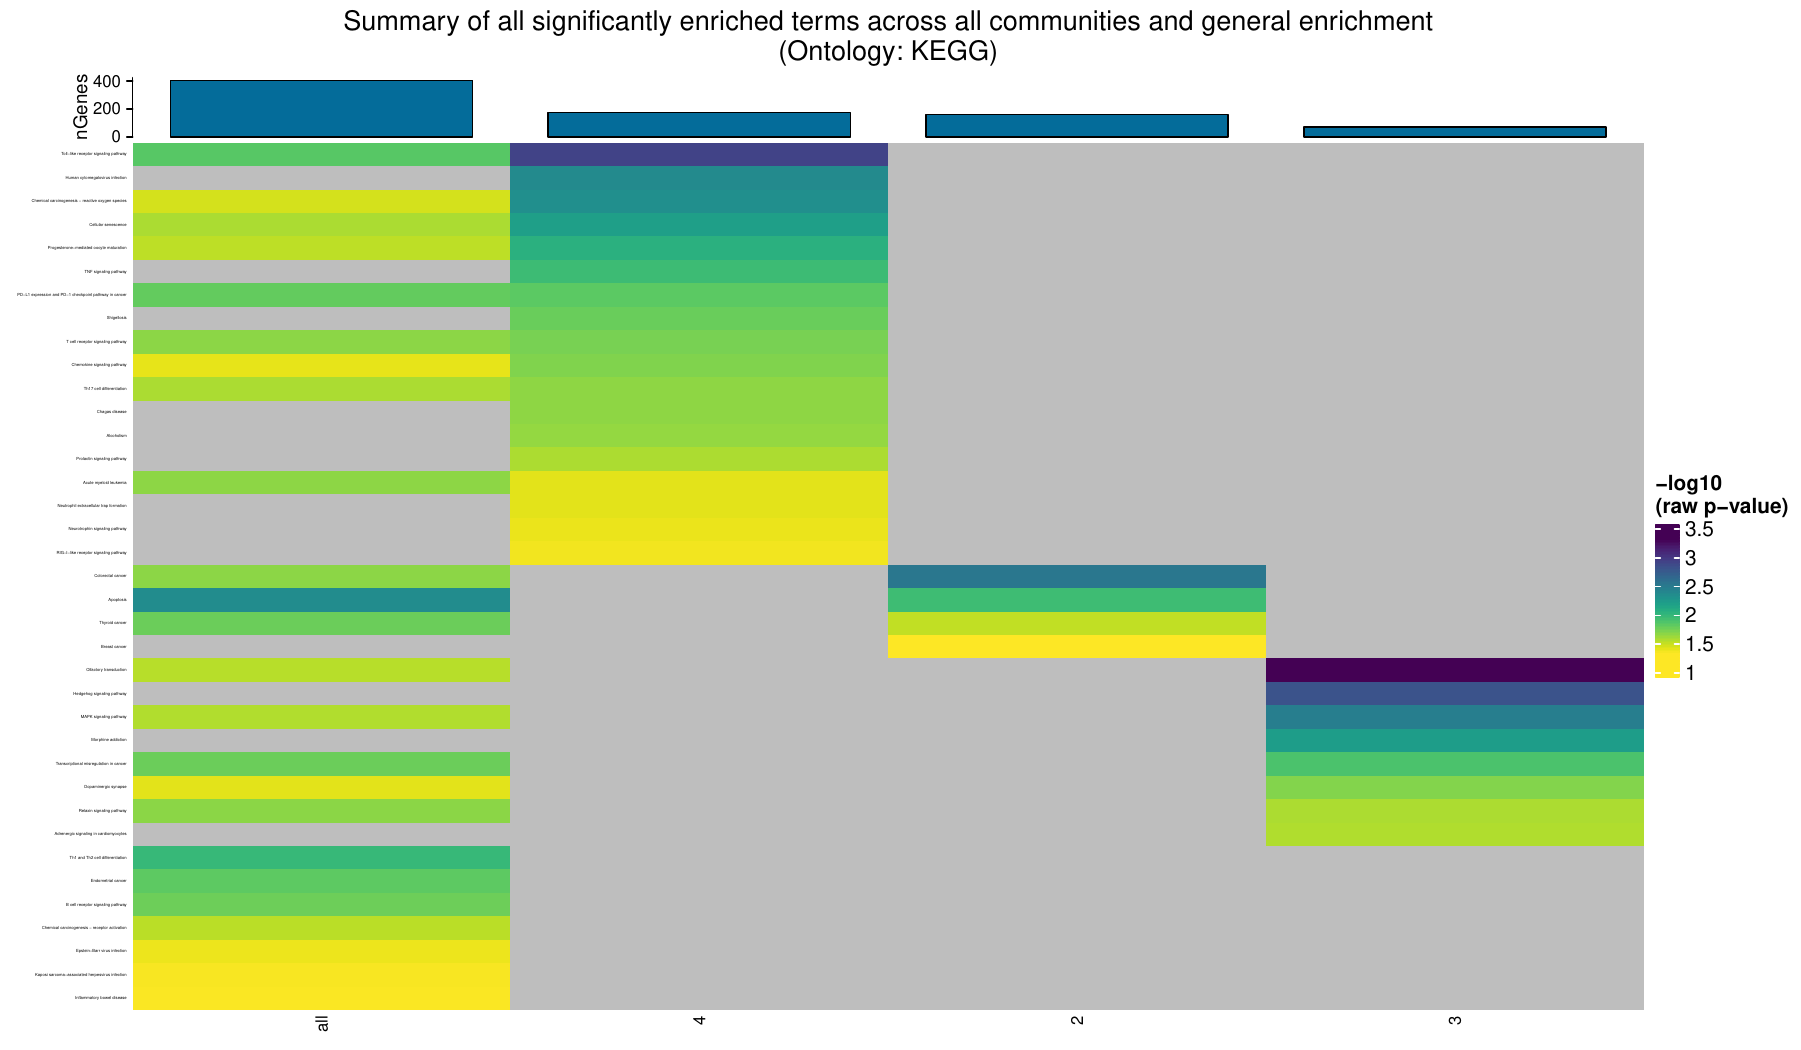 Summary of all significantly enriched terms across all communities and general enrichment
(Ontology: KEGG)
nGenes
400
200
0
Toll-like receptor signaling pathway
Human cytomegalovirus infection
Chemical carcinogenesis - reactive oxygen species
Cellular senescence
Progesterone-mediated oocyte maturation
TNF signaling pathway
PD-L1 expression and PD-1 checkpoint pathway in cancer
Shigellosis
T cell receptor signaling pathway
Chemokine signaling pathway
Th17 cell differentiation
Chagas disease
Alcoholism
Prolactin signaling pathway
Acute myeloid leukemia
Neutrophil extracellular trap formation
Neurotrophin signaling pathway
RIG-I-like receptor signaling pathway
Colorectal cancer
Apoptosis
Thyroid cancer
Breast cancer
Olfactory transduction
Hedgehog signaling pathway
MAPK signaling pathway
Morphine addiction
Transcriptional misregulation in cancer
Dopaminergic synapse
Relaxin signaling pathway
Adrenergic signaling in cardiomyocytes
Th1 and Th2 cell differentiation
Endometrial cancer
B cell receptor signaling pathway
Chemical carcinogenesis - receptor activation
Epstein-Barr virus infection
Kaposi sarcoma-associated herpesvirus infection
Inflammatory bowel disease
all
4
2
3
−log10
(raw p−value)
3.5
3
2.5
2
1.5
1